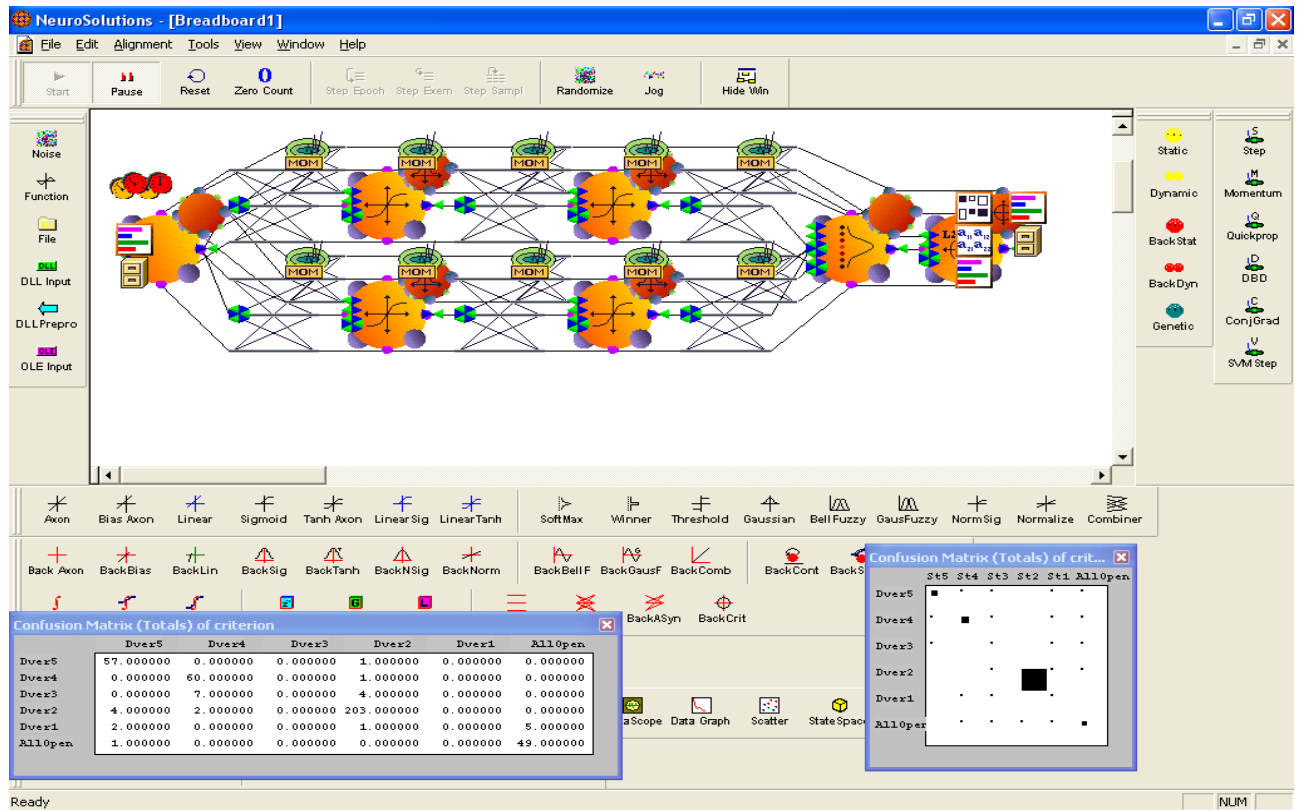 NeuroSolutions - [Breadboard1]
File Edit Alignment Tools View Window Help
Start Pause Reset Zero Count Step Epoch Step Exem Step Sampl Randomize Jog Hide Win
Noise
Function
File
DLL
DLL Input
DLLPrepro
OLE
OLE Input
MOM MOM MOM MOM MOM
MOM MOM MOM MOM MOM
L2
a11 a12
a21 a22
Static
Dynamic
BackStat
BackDyn
Genetic
S
Step
M
Momentum
Q
Quickprop
D
DBD
C
ConjGrad
V
SVM Step
Axon Bias Axon Linear Sigmoid Tanh Axon LinearSig LinearTanh SoftMax Winner Threshold Gaussian BellFuzzy GausFuzzy NormSig Normalize Combiner
Back Axon BackBias BackLin BackSig BackTanh BackNSig BackNorm BackBellF BackGausF BackComb BackCont BackS
G L
BackASyn BackCrit
aScope Data Graph Scatter StateSpac
Confusion Matrix (Totals) of criterion
Dver5 Dver4 Dver3 Dver2 Dver1 AllOpen
Dver5 57.000000 0.000000 0.000000 1.000000 0.000000 0.000000
Dver4 0.000000 60.000000 0.000000 1.000000 0.000000 0.000000
Dver3 0.000000 7.000000 0.000000 4.000000 0.000000 0.000000
Dver2 4.000000 2.000000 0.000000 203.000000 0.000000 0.000000
Dver1 2.000000 0.000000 0.000000 1.000000 0.000000 5.000000
AllOpen 1.000000 0.000000 0.000000 0.000000 0.000000 49.000000
Confusion Matrix (Totals) of crit...
St5 St4 St3 St2 St1 AllOpen
Dver5
Dver4
Dver3
Dver2
Dver1
AllOper
Ready
NUM